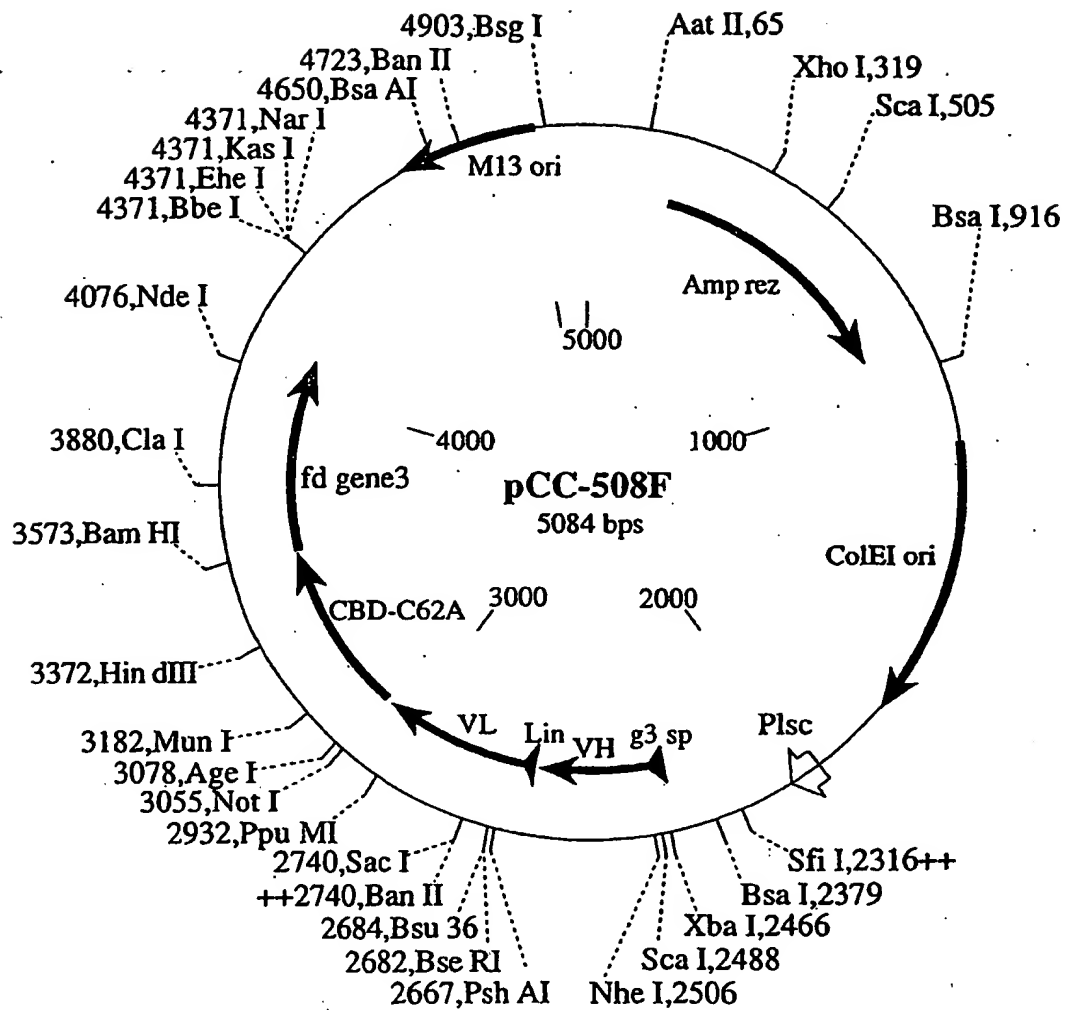 4903,Bsg I
Aat II,65
4723,Ban II
Xho I,319
4650,Bsa AI
Sca I,505
4371,Nar I
4371,Kas I
4371,Ehe I
4371,Bbe I
M13 ori
Bsa I,916
Amp rez
4076,Nde I
5000
3880,Cla I
4000
1000
fd gene3
pCC-508F
5084 bps
3573,Bam HI
ColEI ori
CBD-C62A
3000
2000
3372,Hin dIII
VL
Lin
VH
g3 sp
Plsc
3182,Mun I
3078,Age I
3055,Not I
2932,Ppu MI
2740,Sac I
Sfi I,2316++
++2740,Ban II
Bsa I,2379
2684,Bsu 36
Xba I,2466
2682,Bse RI
Sca I,2488
2667,Psh AI
Nhe I,2506